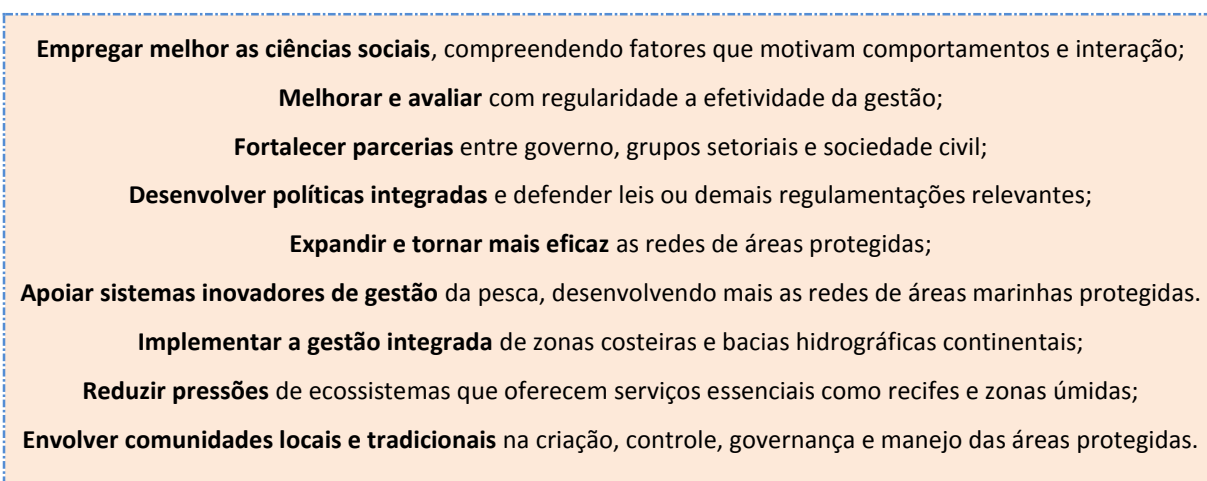 Empregar melhor as ciências sociais, compreendendo fatores que motivam comportamentos e interação;
Melhorar e avaliar com regularidade a efetividade da gestão;
Fortalecer parcerias entre governo, grupos setoriais e sociedade civil;
Desenvolver políticas integradas e defender leis ou demais regulamentações relevantes;
Expandir e tornar mais eficaz as redes de áreas protegidas;
Apoiar sistemas inovadores de gestão da pesca, desenvolvendo mais as redes de áreas marinhas protegidas.
Implementar a gestão integrada de zonas costeiras e bacias hidrográficas continentais;
Reduzir pressões de ecossistemas que oferecem serviços essenciais como recifes e zonas úmidas;
Envolver comunidades locais e tradicionais na criação, controle, governança e manejo das áreas protegidas.